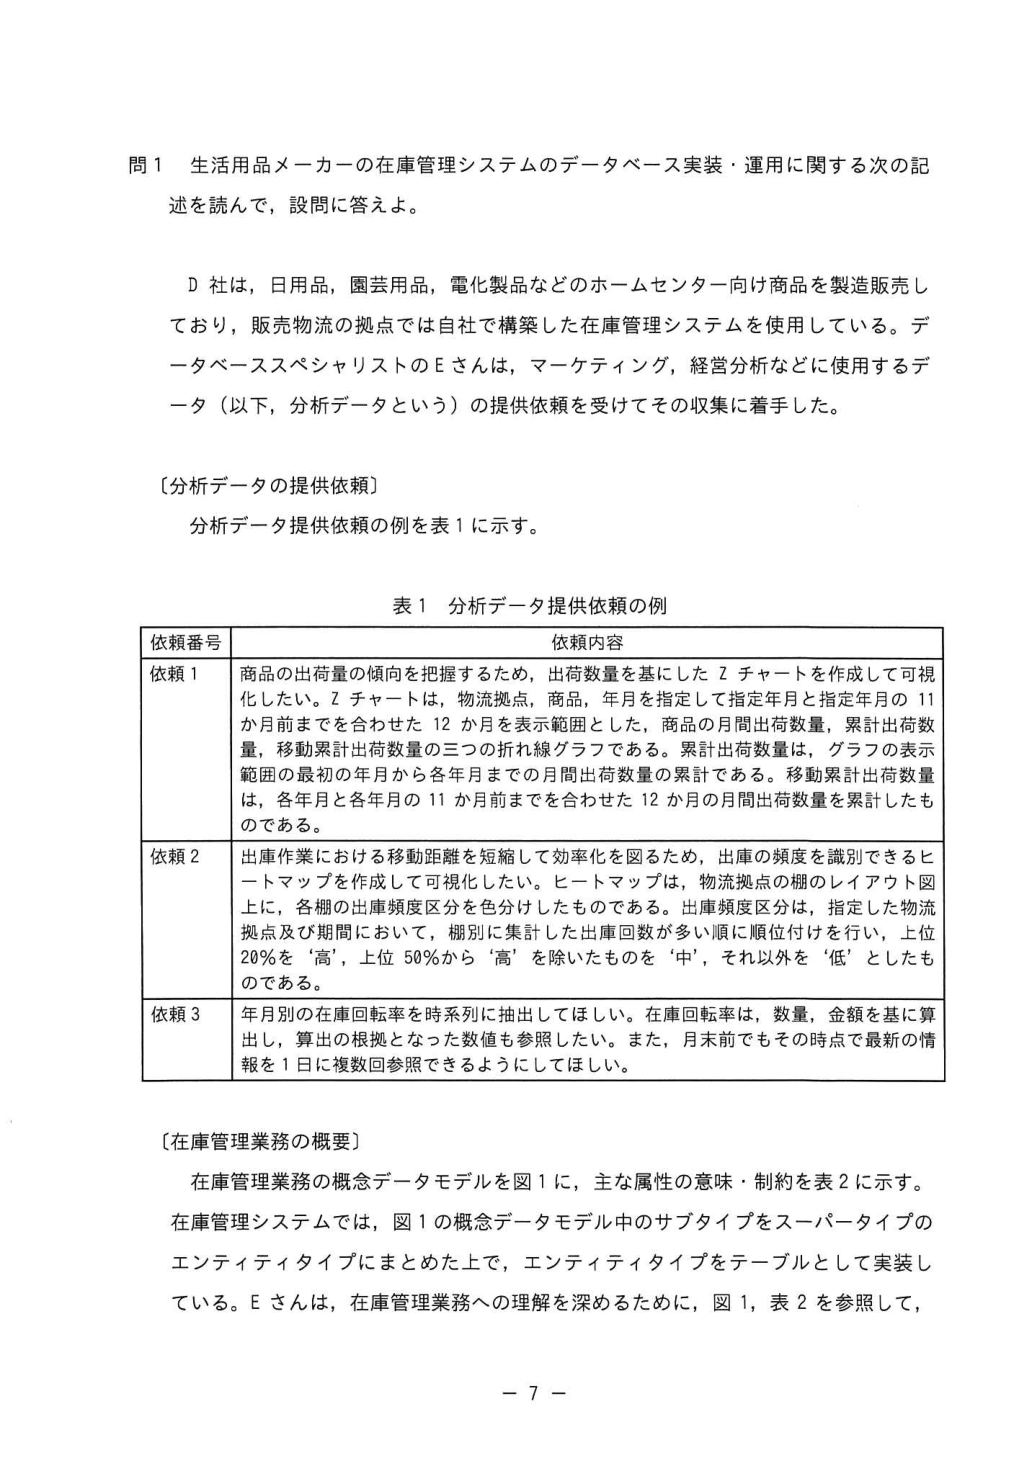 問1 生活用品メーカーの在庫管理システムのデータベース実装・運用に関する次の記
述を読んで，設問に答えよ。
D 社は，日用品，園芸用品，電化製品などのホームセンター向け商品を製造販売し
ており，販売物流の拠点では自社で構築した在庫管理システムを使用している。デ
ータベーススペシャリストのEさんは，マーケティング，経営分析などに使用するデ
ータ（以下，分析データという）の提供依頼を受けてその収集に着手した。
〔分析データの提供依頼〕
分析データ提供依頼の例を表1に示す。
表1 分析データ提供依頼の例
依頼番号 依頼内容
依頼1 商品の出荷量の傾向を把握するため，出荷数量を基にした Z チャートを作成して可視
化したい。Z チャートは，物流拠点，商品，年月を指定して指定年月と指定年月の 11
か月前までを合わせた 12 か月を表示範囲とした，商品の月間出荷数量，累計出荷数
量，移動累計出荷数量の三つの折れ線グラフである。累計出荷数量は，グラフの表示
範囲の最初の年月から各年月までの月間出荷数量の累計である。移動累計出荷数量
は，各年月と各年月の 11 か月前までを合わせた 12 か月の月間出荷数量を累計したも
のである。
依頼2 出庫作業における移動距離を短縮して効率化を図るため，出庫の頻度を識別できるヒ
ートマップを作成して可視化したい。ヒートマップは，物流拠点の棚のレイアウト図
上に，各棚の出庫頻度区分を色分けしたものである。出庫頻度区分は，指定した物流
拠点及び期間において，棚別に集計した出庫回数が多い順に順位付けを行い，上位
20%を‘高’，上位 50%から‘高’を除いたものを‘中’，それ以外を‘低’としたも
のである。
依頼3 年月別の在庫回転率を時系列に抽出してほしい。在庫回転率は，数量，金額を基に算
出し，算出の根拠となった数値も参照したい。また，月末前でもその時点で最新の情
報を1日に複数回参照できるようにしてほしい。
〔在庫管理業務の概要〕
在庫管理業務の概念データモデルを図1に，主な属性の意味・制約を表2に示す。
在庫管理システムでは，図1の概念データモデル中のサブタイプをスーパータイプの
エンティティタイプにまとめた上で，エンティティタイプをテーブルとして実装し
ている。E さんは，在庫管理業務への理解を深めるために，図 1，表 2 を参照して，
－ 7 －